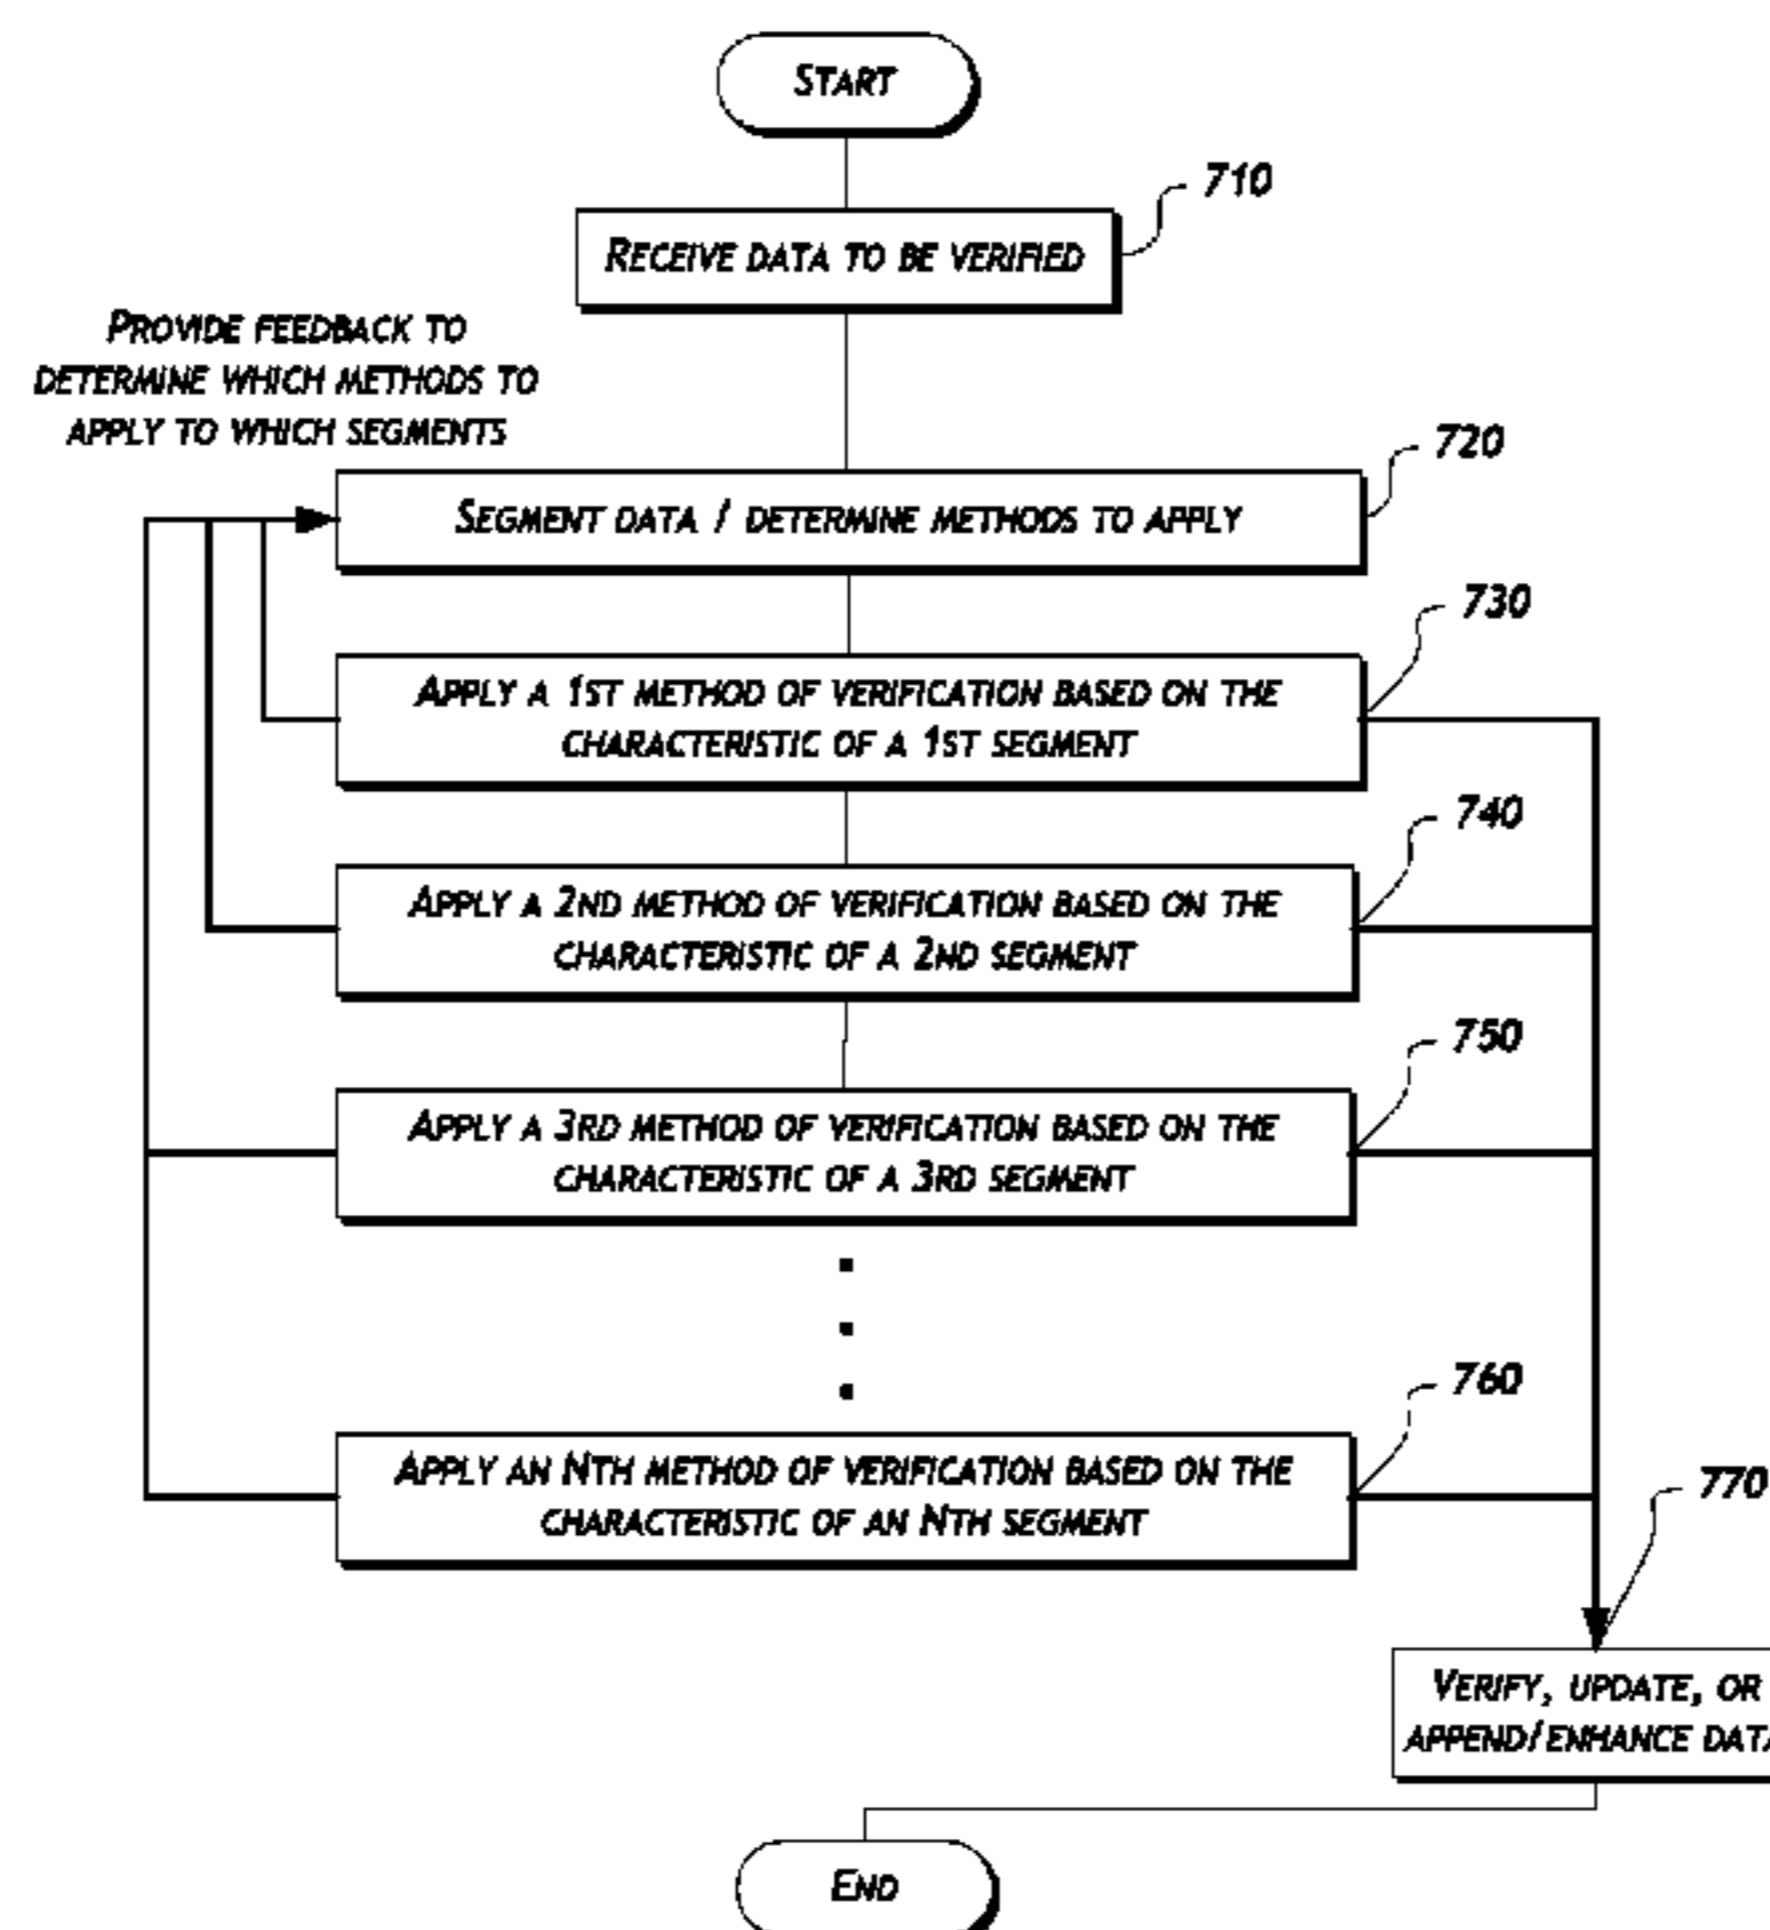 START
710
RECEIVE DATA TO BE VERIFIED
PROVIDE FEEDBACK TO
DETERMINE WHICH METHODS TO
APPLY TO WHICH SEGMENTS
720
SEGMENT DATA / DETERMINE METHODS TO APPLY
730
APPLY A 1ST METHOD OF VERIFICATION BASED ON THE
CHARACTERISTIC OF A 1ST SEGMENT
740
APPLY A 2ND METHOD OF VERIFICATION BASED ON THE
CHARACTERISTIC OF A 2ND SEGMENT
750
APPLY A 3RD METHOD OF VERIFICATION BASED ON THE
CHARACTERISTIC OF A 3RD SEGMENT
760
APPLY AN NTH METHOD OF VERIFICATION BASED ON THE
CHARACTERISTIC OF AN NTH SEGMENT
770
VERIFY, UPDATE, OR
APPEND/ENHANCE DATA
END